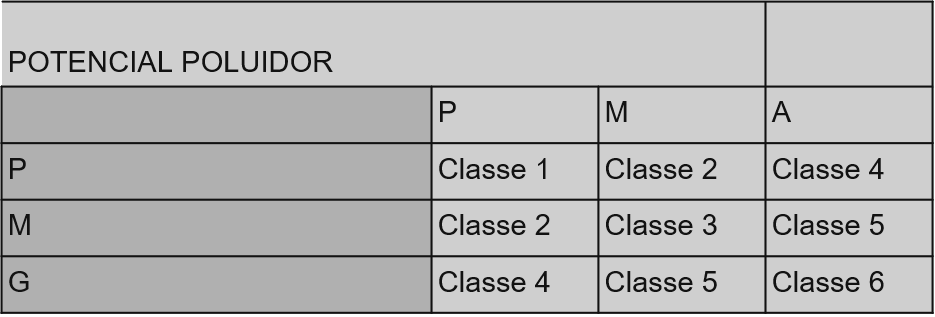 POTENCIAL POLUIDOR
P M A
P Classe 1 Classe 2 Classe 4
M Classe 2 Classe 3 Classe 5
G Classe 4 Classe 5 Classe 6